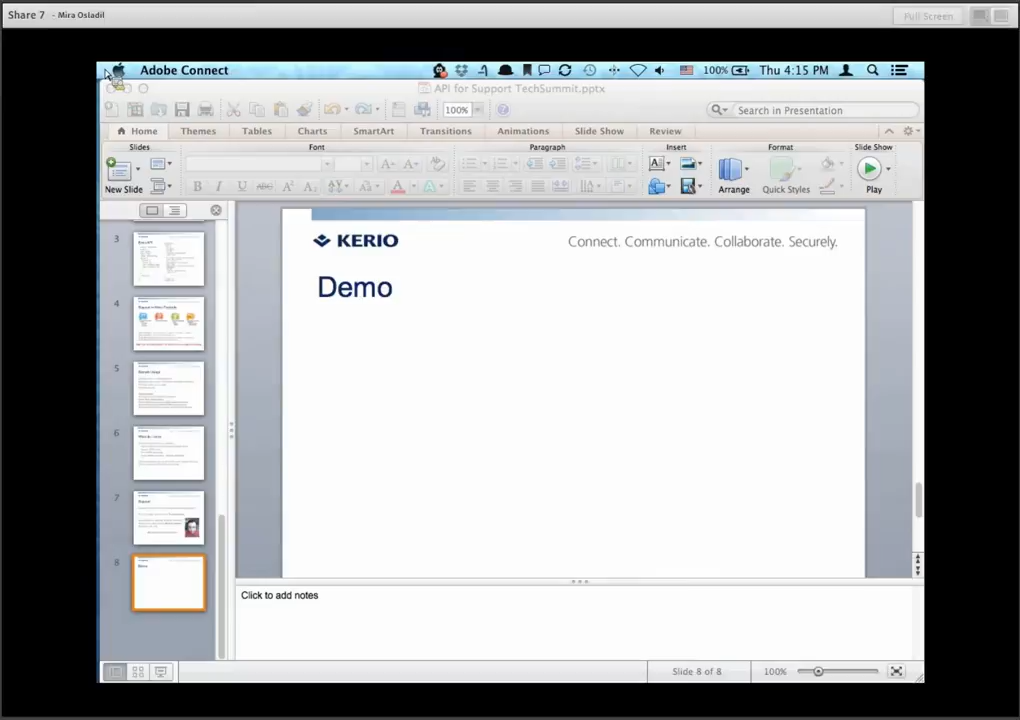 Share 7 - Mira Osladil
Full Screen
Adobe Connect
100%
Thu 4:15 PM
API for Support TechSummit.pptx
100%
Search in Presentation
Home
Themes
Tables
Charts
SmartArt
Transitions
Animations
Slide Show
Review
Slides
Font
Paragraph
Insert
Format
Slide Show
New Slide
B I U ABC A² A₂
Arrange
Quick Styles
Play
KERIO
Connect. Communicate. Collaborate. Securely.
Demo
3
4
5
6
7
8
Click to add notes
Slide 8 of 8
100%